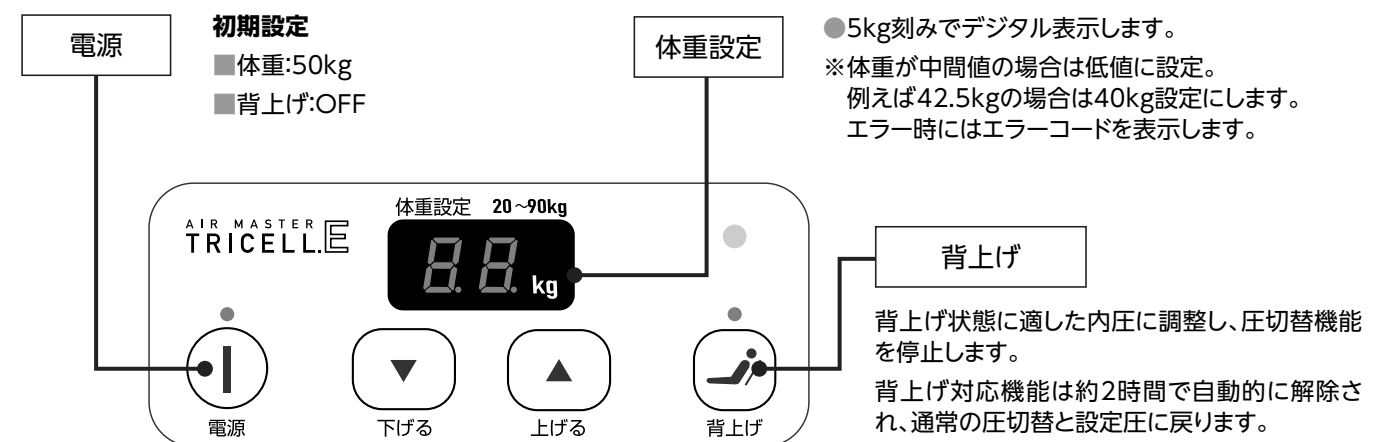 電源
初期設定
■体重:50kg
■背上げ:OFF
体重設定
●5kg刻みでデジタル表示します。
※体重が中間値の場合は低値に設定。
例えば42.5kgの場合は40kg設定にします。
エラー時にはエラーコードを表示します。
体重設定 20~90kg
AIR MASTER
TRICELL.E
8.8. kg
背上げ
背上げ状態に適した内圧に調整し、圧切替機能
を停止します。
背上げ対応機能は約2時間で自動的に解除さ
れ、通常の圧切替と設定圧に戻ります。
電源
▼
下げる
▲
上げる
背上げ